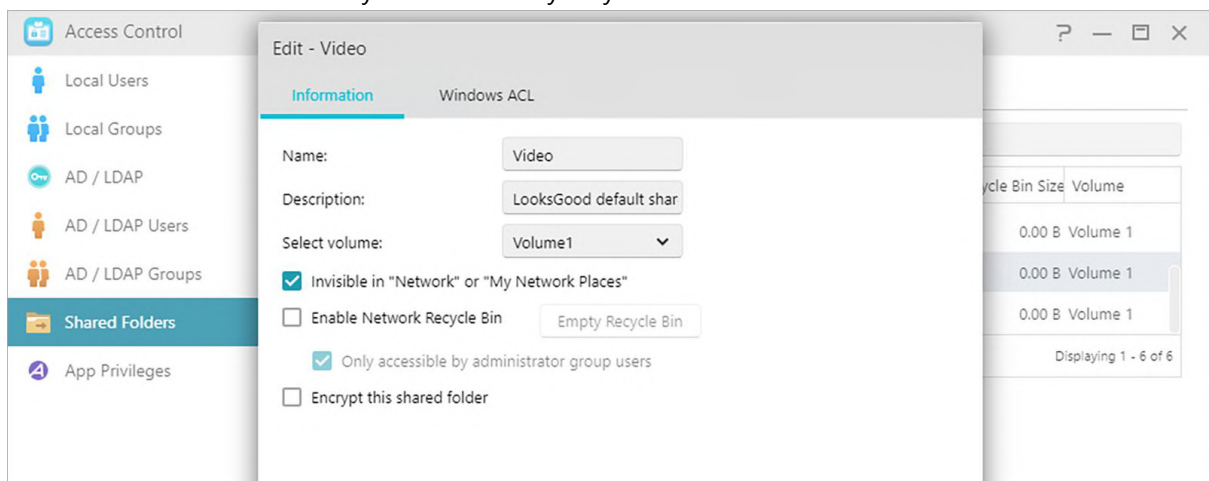 Access Control
Local Users
Local Groups
AD / LDAP
AD / LDAP Users
AD / LDAP Groups
Shared Folders
App Privileges
Edit - Video
Information Windows ACL
Name: Video
Description: LooksGood default shar
Select volume: Volume1
Invisible in "Network" or "My Network Places"
Enable Network Recycle Bin Empty Recycle Bin
Only accessible by administrator group users
Encrypt this shared folder
ycle Bin Size Volume
0.00 B Volume 1
0.00 B Volume 1
0.00 B Volume 1
Displaying 1 - 6 of 6